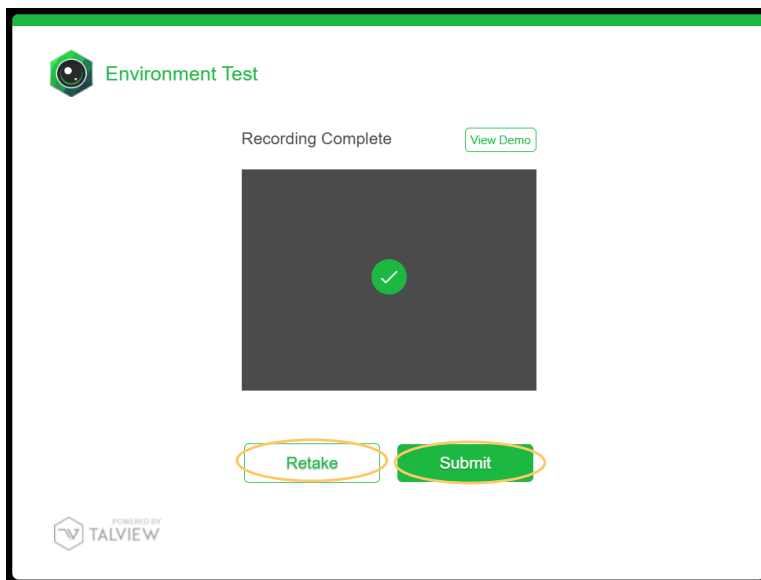 Environment Test
Recording Complete
View Demo
Retake
Submit
POWERED BY
TALVIEW